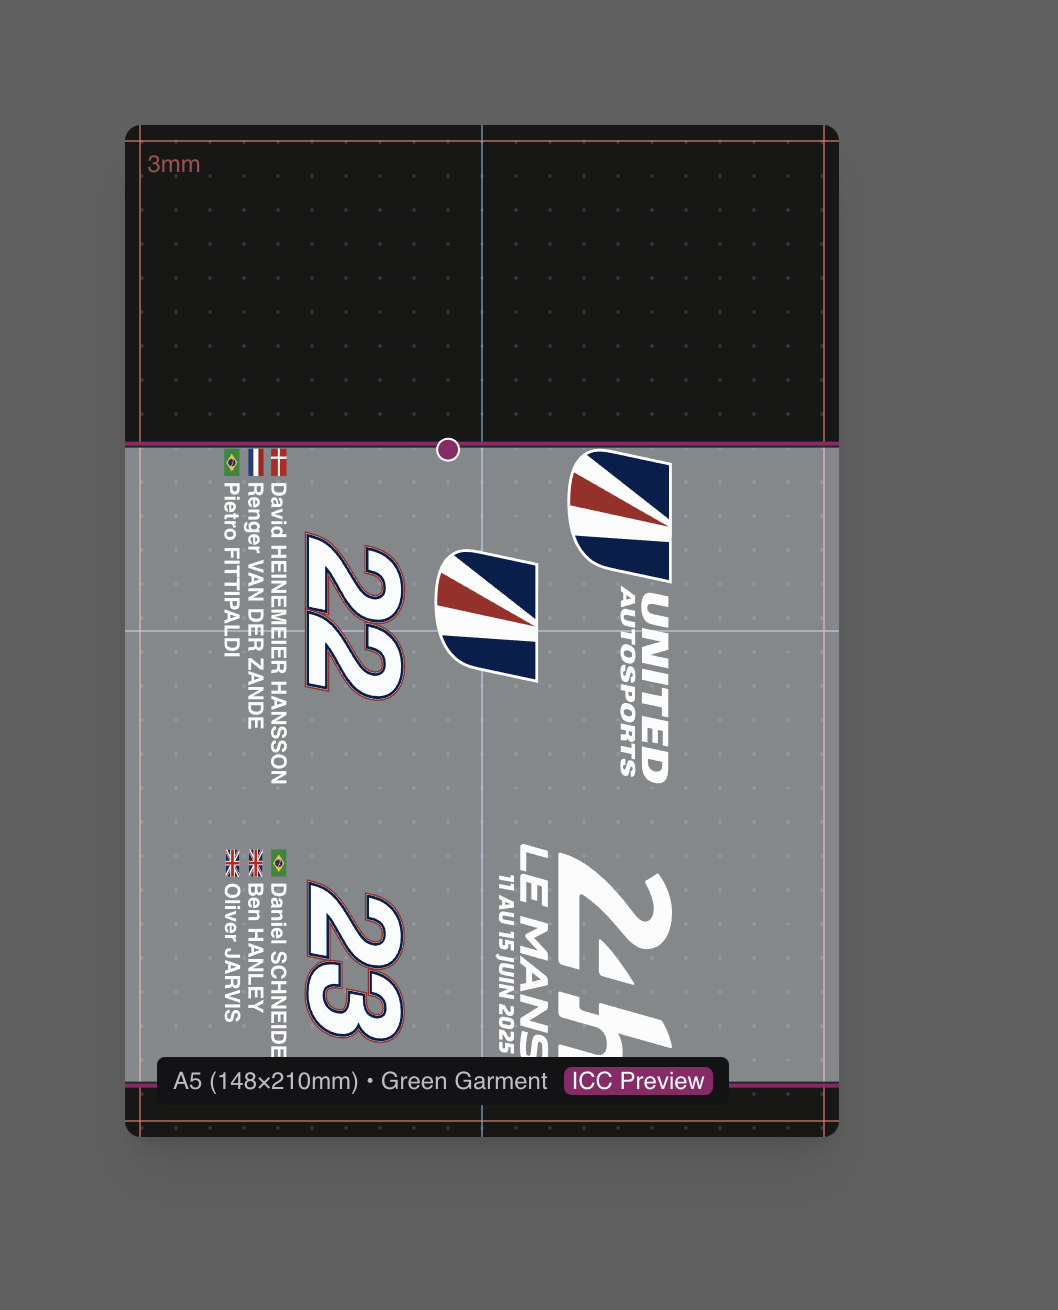 3mm
UNITED
AUTOSPORTS
24h
LE MANS
11 AU 15 JUIN 2025
22
David HEINEMEIER HANSSON
Renger VAN DER ZANDE
Pietro FITTIPALDI
23
Daniel SCHNEIDE
Ben HANLEY
Oliver JARVIS
A5 (148×210mm) • Green Garment ICC Preview